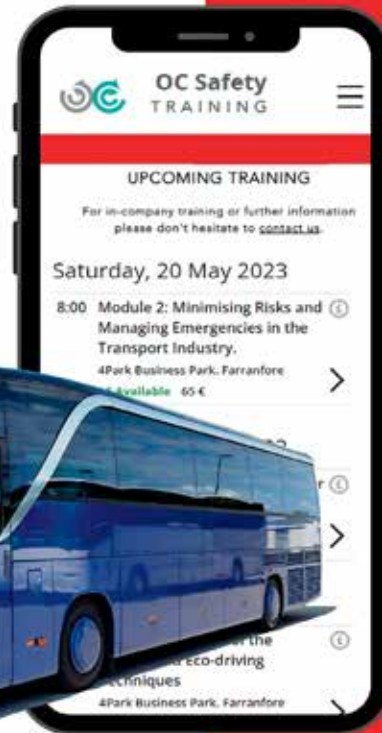 OC Safety
TRAINING
UPCOMING TRAINING
For in-company training or further information
please don't hesitate to contact us.
Saturday, 20 May 2023
8:00 Module 2: Minimising Risks and
Managing Emergencies in the
Transport Industry.
4Park Business Park, Farranfore
Available 65 €
r
the
Eco-driving
Techniques
4Park Business Park, Farranfore